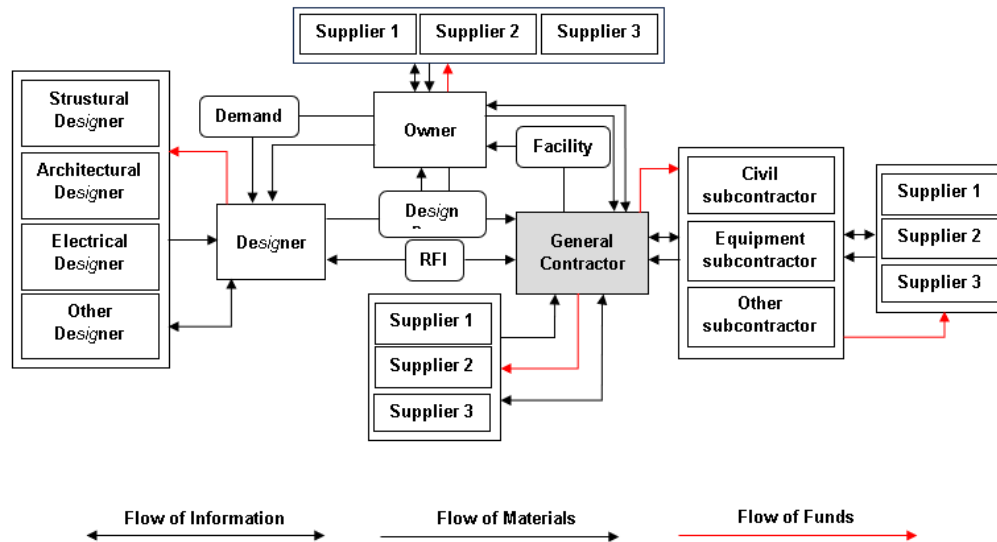 Supplier 1
Supplier 2
Supplier 3
Strustural
Designer
Architectural
Designer
Electrical
Designer
Other
Designer
Demand
Owner
Facility
Designer
Design
RFI
General
Contractor
Civil
subcontractor
Equipment
subcontractor
Other
subcontractor
Supplier 1
Supplier 2
Supplier 3
Supplier 1
Supplier 2
Supplier 3
Flow of Information
Flow of Materials
Flow of Funds